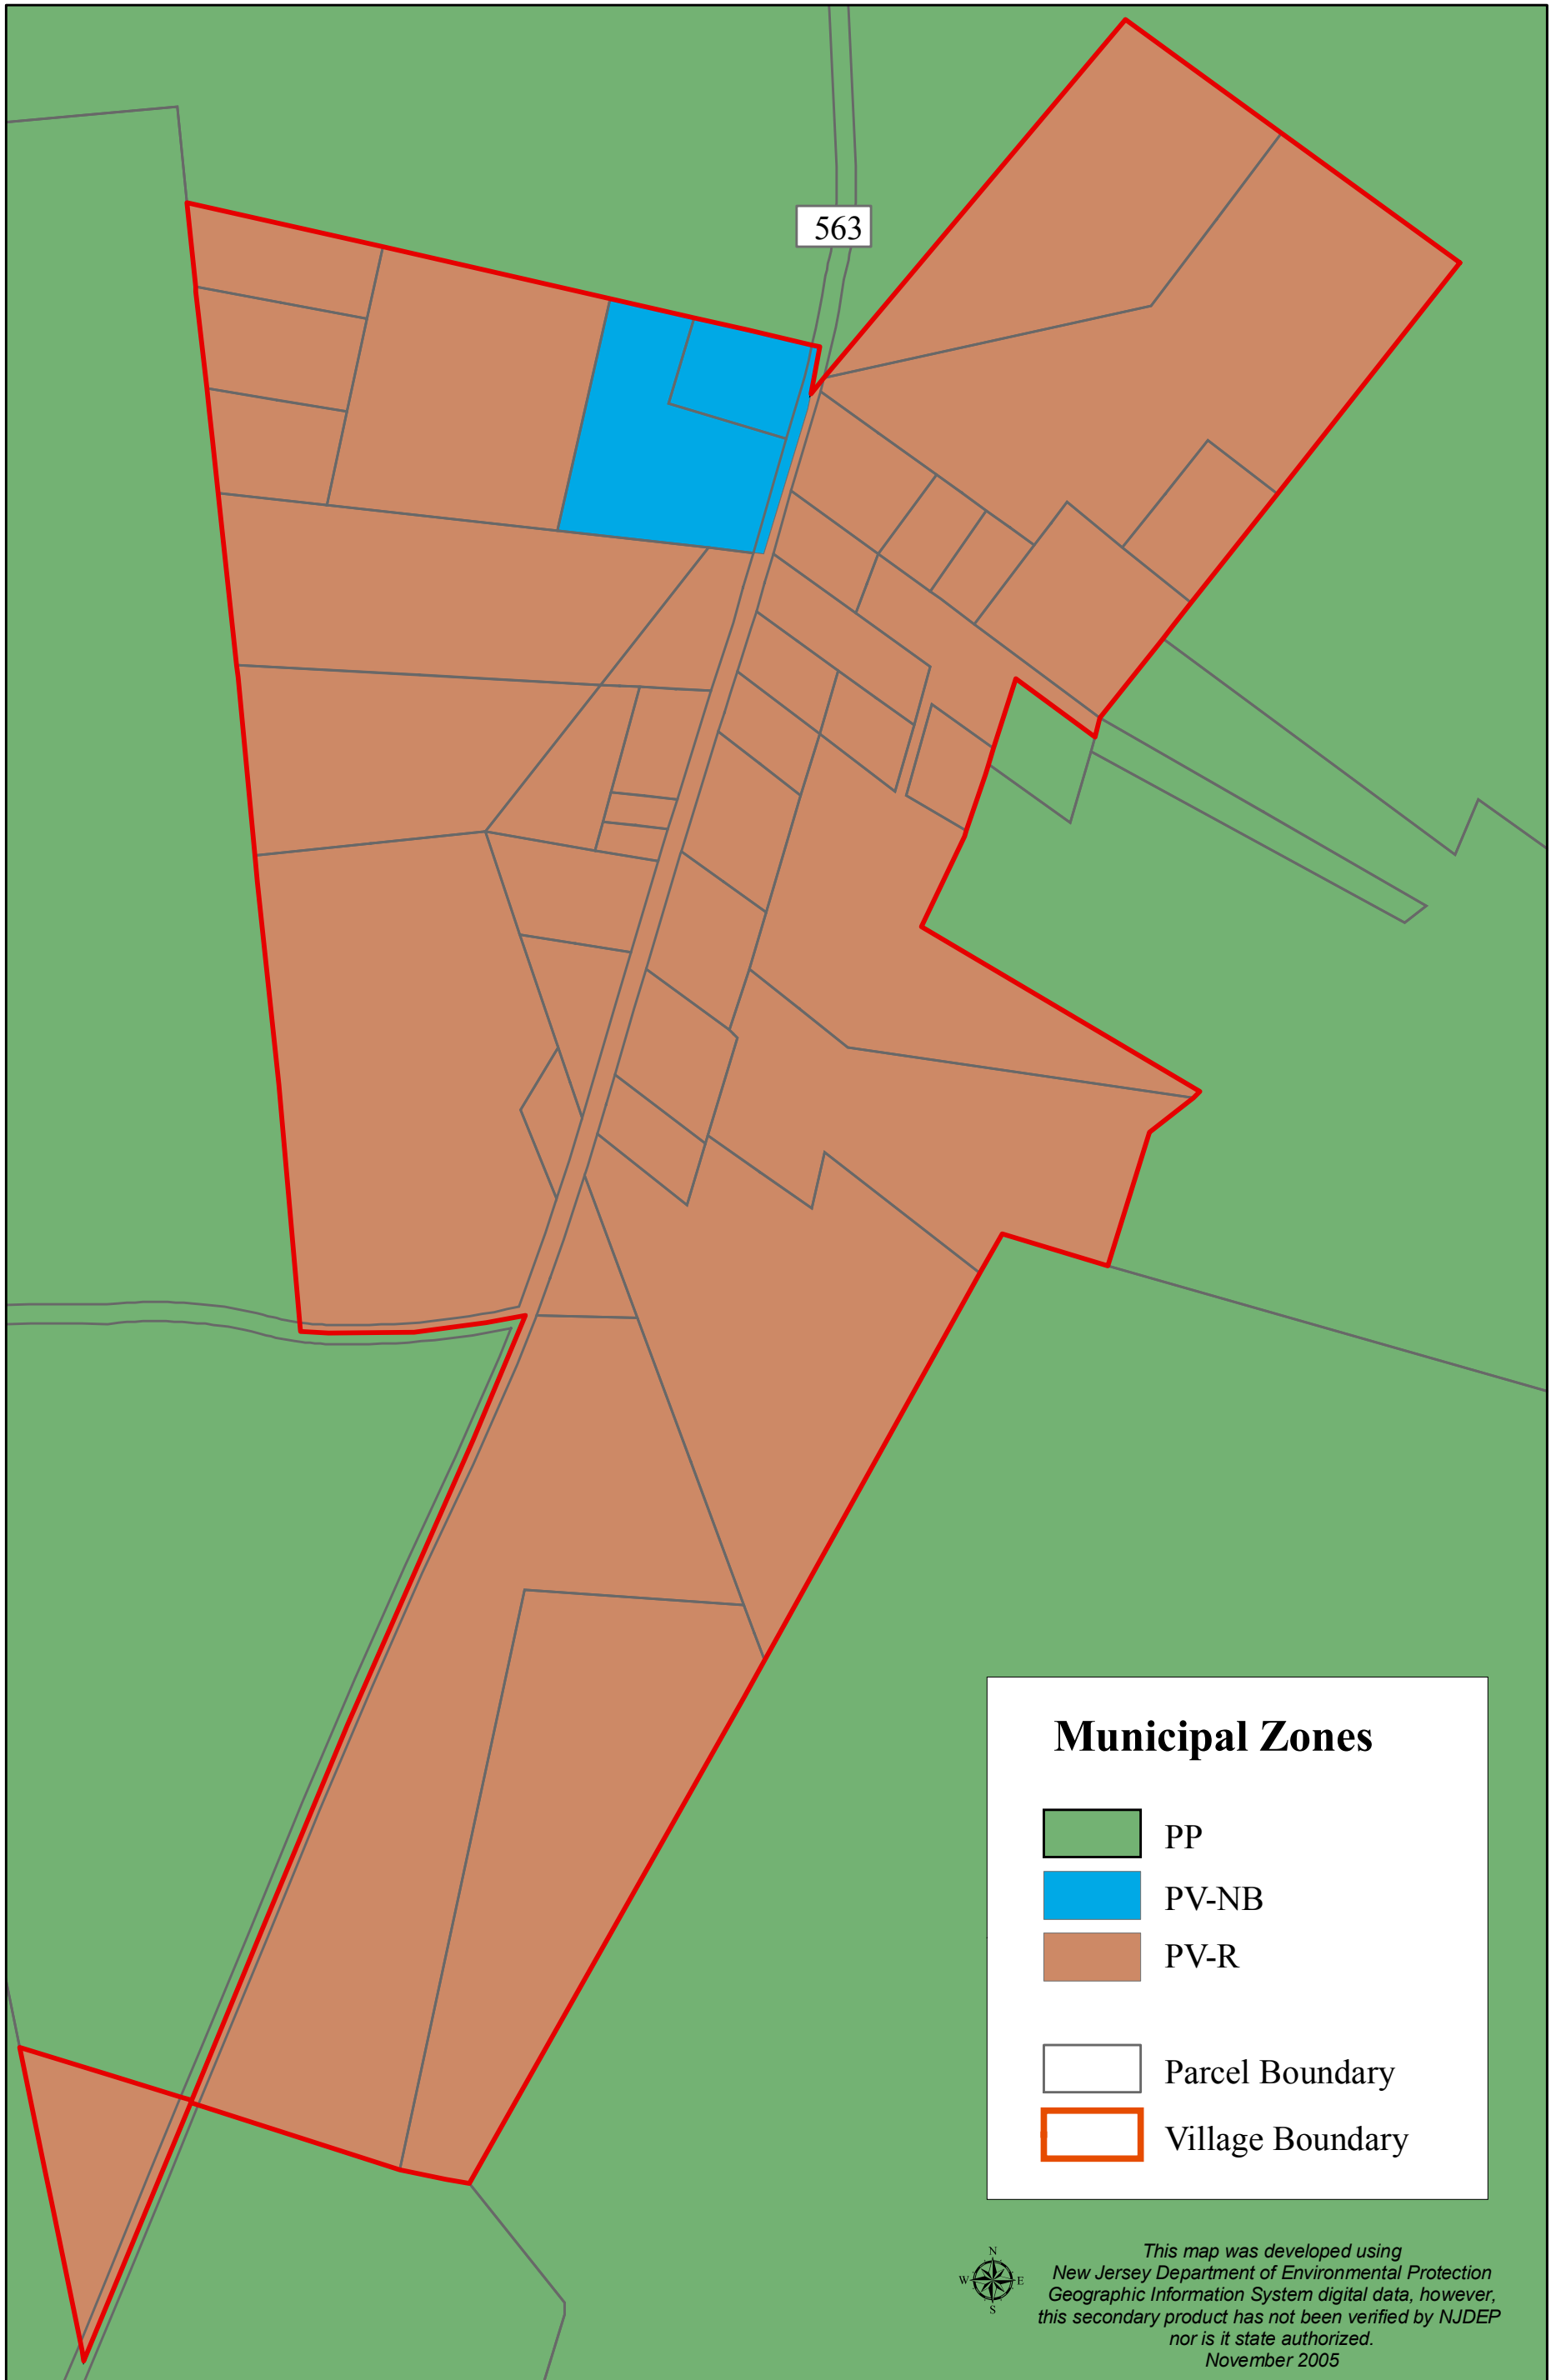 563
Municipal Zones
PP
PV-NB
PV-R
Parcel Boundary
Village Boundary
N
W E
S
This map was developed using
New Jersey Department of Environmental Protection
Geographic Information System digital data, however,
this secondary product has not been verified by NJDEP
nor is it state authorized.
November 2005